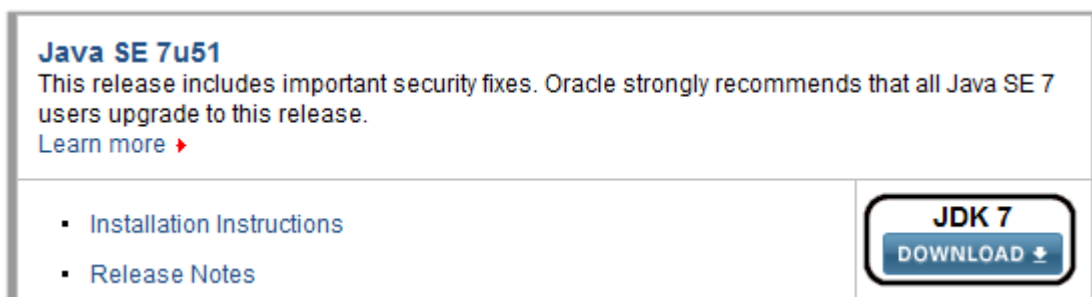 Java SE 7u51
This release includes important security fixes. Oracle strongly recommends that all Java SE 7
users upgrade to this release.
Learn more
Installation Instructions
JDK 7
DOWNLOAD
Release Notes